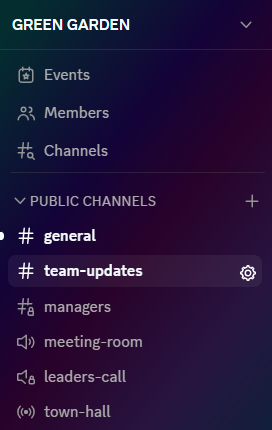 GREEN GARDEN
Events
Members
Channels
PUBLIC CHANNELS
general
team-updates
managers
meeting-room
leaders-call
town-hall